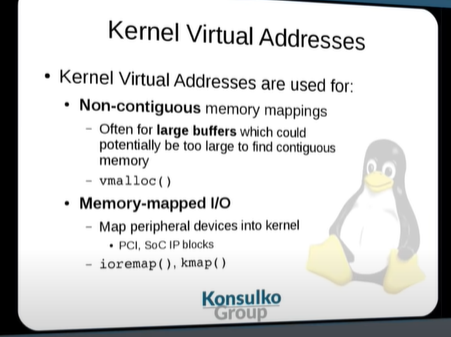 Kernel Virtual Addresses
• Kernel Virtual Addresses are used for:
• Non-contiguous memory mappings
– Often for large buffers which could
potentially be too large to find contiguous
memory
– vmalloc()
• Memory-mapped I/O
– Map peripheral devices into kernel
• PCI, SoC IP blocks
– ioremap(), kmap()
Konsulko
Group